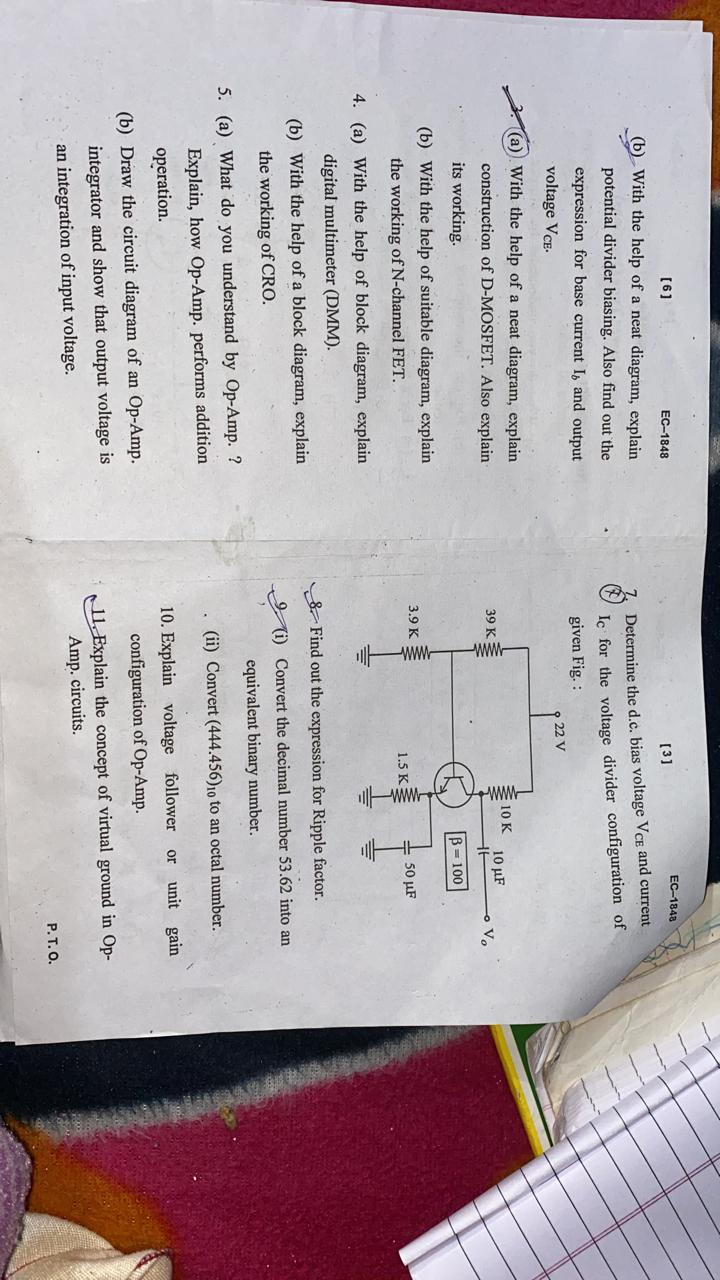 [ 6 ]
EC–1848
(b) With the help of a neat diagram, explain
potential divider biasing. Also find out the
expression for base current Ib and output
voltage VCE.
3. (a) With the help of a neat diagram, explain
construction of D-MOSFET. Also explain
its working.
(b) With the help of suitable diagram, explain
the working of N-channel FET.
4. (a) With the help of block diagram, explain
digital multimeter (DMM).
(b) With the help of a block diagram, explain
the working of CRO.
5. (a) What do you understand by Op-Amp. ?
Explain, how Op-Amp. performs addition
operation.
(b) Draw the circuit diagram of an Op-Amp.
integrator and show that output voltage is
an integration of input voltage.
[ 3 ]
EC–1848
7. Determine the d.c. bias voltage VCE and current
IC for the voltage divider configuration of
given Fig. :
22 V
39 K
10 K
10 μF
Vo
β = 100
3.9 K
1.5 K
50 μF
8. Find out the expression for Ripple factor.
9. (i) Convert the decimal number 53.62 into an
equivalent binary number.
(ii) Convert (444.456)10 to an octal number.
10. Explain voltage follower or unit gain
configuration of Op-Amp.
11. Explain the concept of virtual ground in Op-
Amp. circuits.
P. T. O.